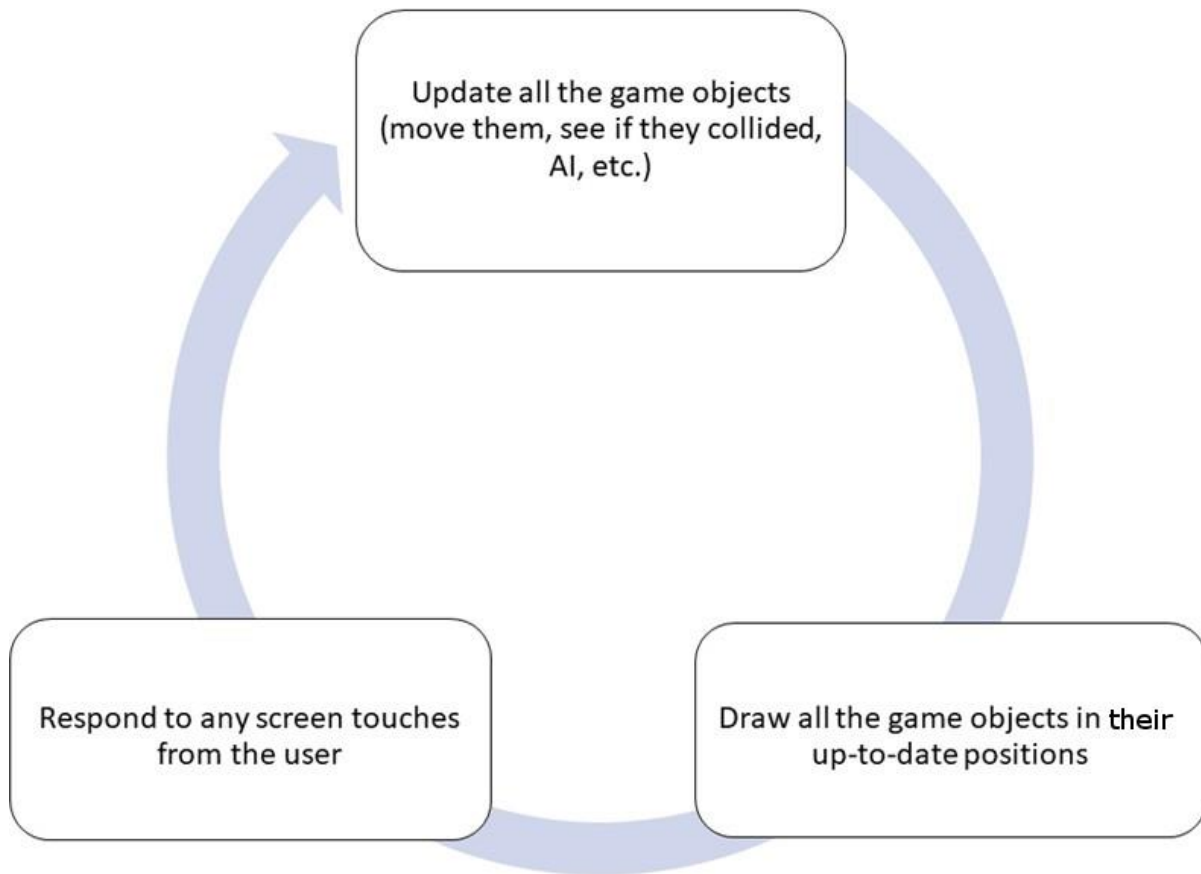 Update all the game objects
(move them, see if they collided,
AI, etc.)
Respond to any screen touches
from the user
Draw all the game objects in their
up-to-date positions